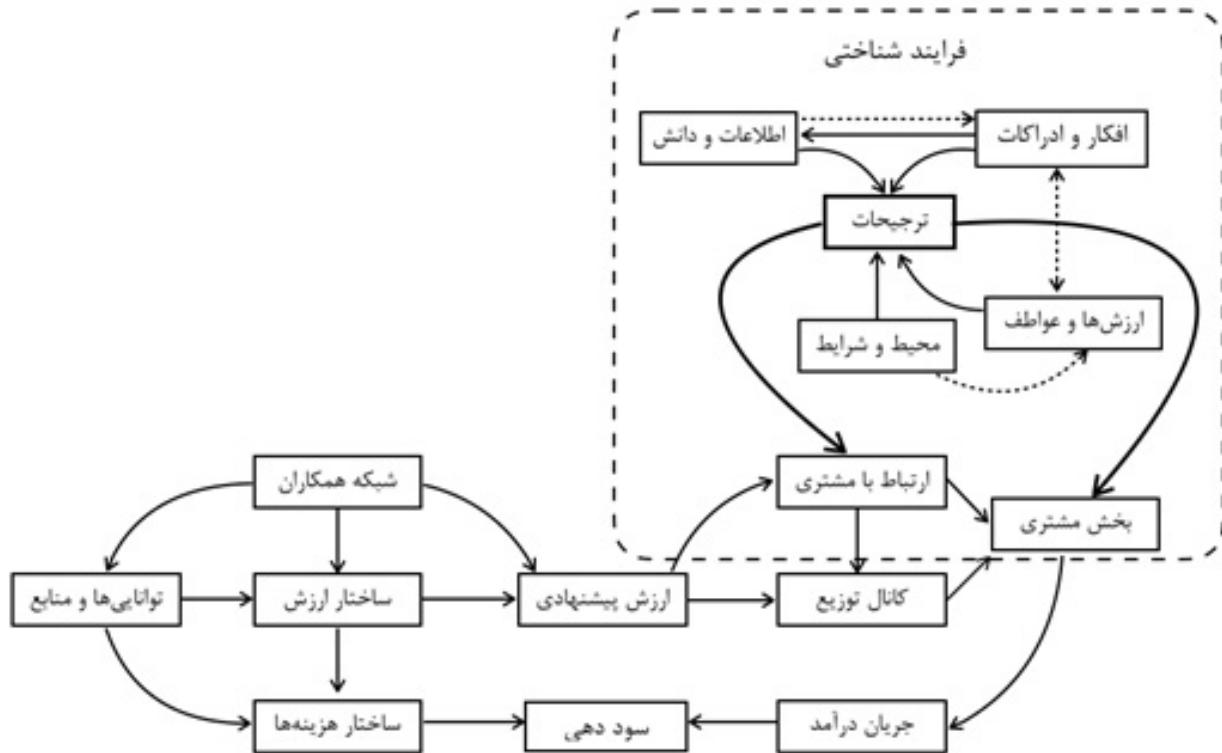 فرایند شناختی
افکار و ادراکات
اطلاعات و دانش
ترجیحات
ارزش‌ها و عواطف
محیط و شرایط
شبکه همکاران
ارتباط با مشتری
بخش مشتری
توانایی‌ها و منابع
ساختار ارزش
ارزش پیشنهادی
کانال توزیع
ساختار هزینه‌ها
سود دهی
جریان درآمد